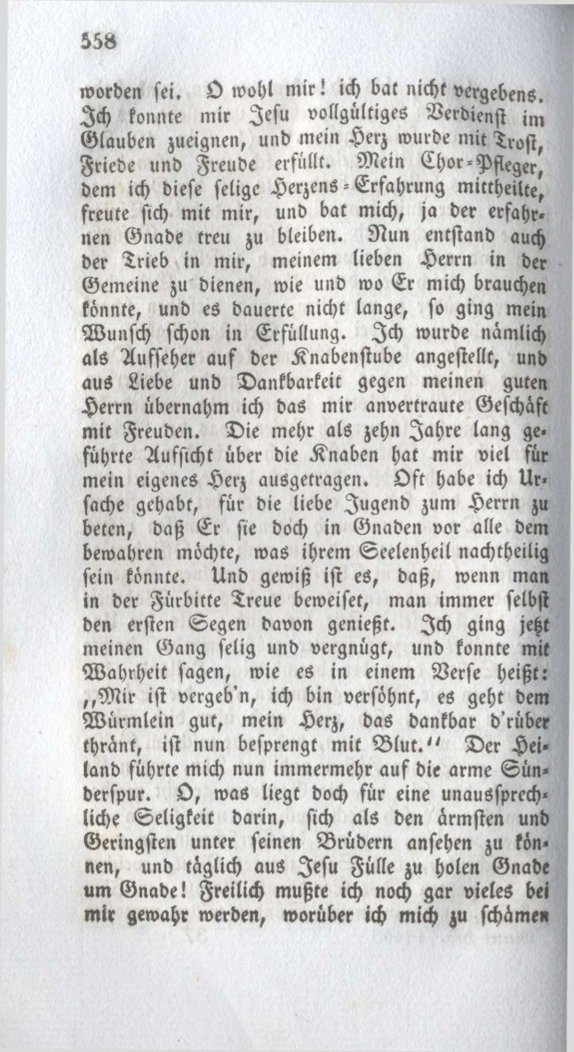 558
worden sei. O wohl mir! ich bat nicht vergebens.
Ich konnte mir Jesu vollgültiges Verdienst im
Glauben zueignen, und mein Herz wurde mit Trost,
Friede und Freude erfüllt. Mein Chor-Pfleger,
dem ich diese selige Herzens-Erfahrung mittheilte,
freute sich mit mir, und bat mich, ja der erfahr-
nen Gnade treu zu bleiben. Nun entstand auch
der Trieb in mir, meinem lieben Herrn in der
Gemeine zu dienen, wie und wo Er mich brauchen
könnte, und es dauerte nicht lange, so ging mein
Wunsch schon in Erfüllung. Ich wurde nämlich
als Aufseher auf der Knabenstube angestellt, und
aus Liebe und Dankbarkeit gegen meinen guten
Herrn übernahm ich das mir anvertraute Geschäft
mit Freuden. Die mehr als zehn Jahre lang ge-
führte Aufsicht über die Knaben hat mir viel für
mein eigenes Herz ausgetragen. Oft habe ich Ur-
sache gehabt, für die liebe Jugend zum Herrn zu
beten, daß Er sie doch in Gnaden vor alle dem
bewahren möchte, was ihrem Seelenheil nachtheilig
sein könnte. Und gewiß ist es, daß, wenn man
in der Fürbitte Treue beweiset, man immer selbst
den ersten Segen davon genießt. Ich ging jetzt
meinen Gang selig und vergnügt, und konnte mit
Wahrheit sagen, wie es in einem Verse heißt:
„Mir ist vergeb'n, ich bin versöhnt, es geht dem
Würmlein gut, mein Herz, das dankbar d'rüber
thränt, ist nun besprengt mit Blut.“ Der Hei-
land führte mich nun immermehr auf die arme Sün-
derspur. O, was liegt doch für eine unaussprech-
liche Seligkeit darin, sich als den ärmsten und
Geringsten unter seinen Brüdern ansehen zu kön-
nen, und täglich aus Jesu Fülle zu holen Gnade
um Gnade! Freilich mußte ich noch gar vieles bei
mir gewahr werden, worüber ich mich zu schämen